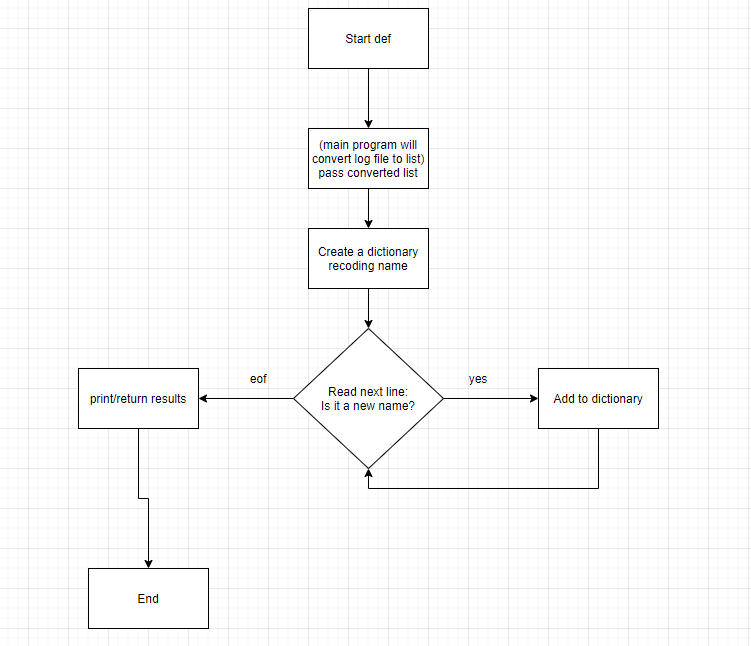 Start def
(main program will
convert log file to list)
pass converted list
Create a dictionary
recoding name
eof
yes
print/return results
Read next line:
Is it a new name?
Add to dictionary
End